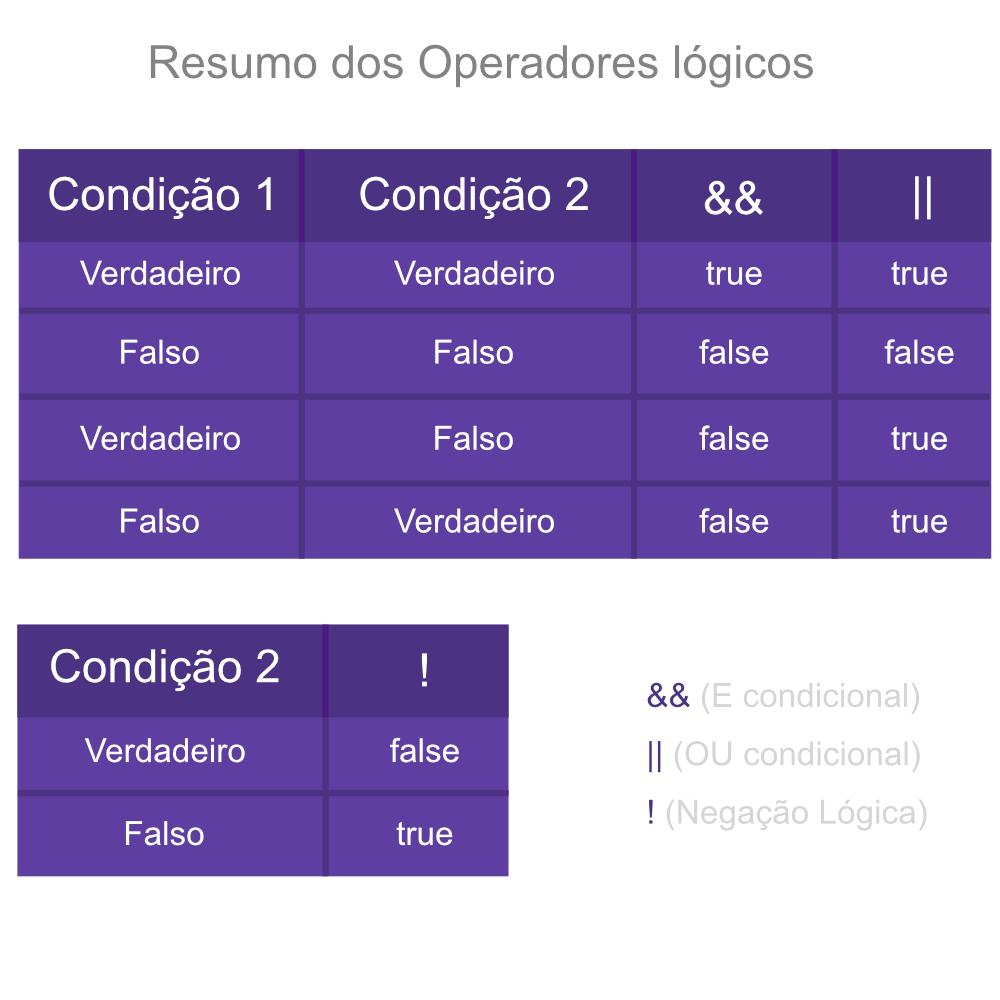 Resumo dos Operadores lógicos
Condição 1 Condição 2 && ||
Verdadeiro Verdadeiro true true
Falso Falso false false
Verdadeiro Falso false true
Falso Verdadeiro false true
Condição 2 !
Verdadeiro false
Falso true
&& (E condicional)
|| (OU condicional)
! (Negação Lógica)